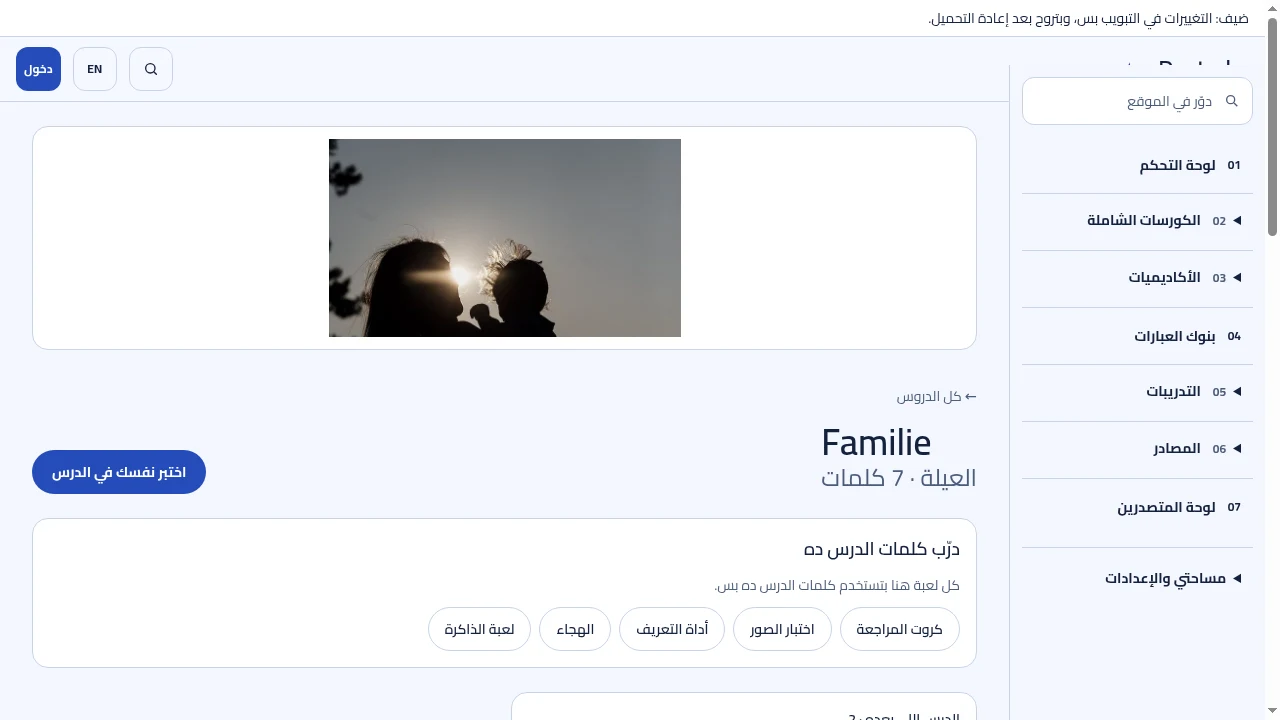 ضيف: التغييرات في التبويب بس، وبتروح بعد إعادة التحميل.
EN
دخول
دوّر في الموقع
01 لوحة التحكم
02 الكورسات الشاملة
03 الأكاديميات
04 بنوك العبارات
05 التدريبات
06 المصادر
07 لوحة المتصدرين
مساحتي والإعدادات
← كل الدروس
Familie
العيلة · 7 كلمات
اختبر نفسك في الدرس
درّب كلمات الدرس ده
كل لعبة هنا بتستخدم كلمات الدرس ده بس.
كروت المراجعة
اختبار الصور
أداة التعريف
الهجاء
لعبة الذاكرة